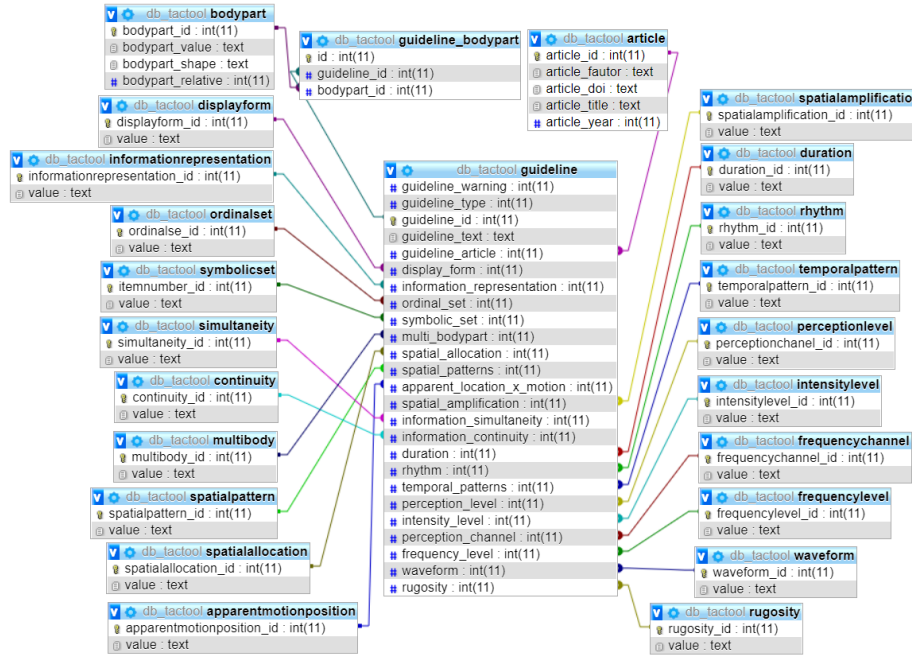 db_tactool bodypart
bodypart_id : int(11)
bodypart_value : text
bodypart_shape : text
bodypart_relative : int(11)
db_tactool guideline_bodypart
id : int(11)
guideline_id : int(11)
bodypart_id : int(11)
db_tactool article
article_id : int(11)
article_fautor : text
article_doi : text
article_title : text
article_year : int(11)
db_tactool displayform
displayform_id : int(11)
value : text
db_tactool informationrepresentation
informationrepresentation_id : int(11)
value : text
db_tactool ordinalset
ordinalse_id : int(11)
value : text
db_tactool symbolicset
itemnumber_id : int(11)
value : text
db_tactool simultaneity
simultaneity_id : int(11)
value : text
db_tactool continuity
continuity_id : int(11)
value : text
db_tactool multibody
multibody_id : int(11)
value : text
db_tactool spatialpattern
spatialpattern_id : int(11)
value : text
db_tactool spatialallocation
spatialallocation_id : int(11)
value : text
db_tactool apparentmotionposition
apparentmotionposition_id : int(11)
value : text
db_tactool guideline
guideline_warning : int(11)
guideline_type : int(11)
guideline_id : int(11)
guideline_text : text
guideline_article : int(11)
display_form : int(11)
information_representation : int(11)
ordinal_set : int(11)
symbolic_set : int(11)
multi_bodypart : int(11)
spatial_allocation : int(11)
spatial_patterns : int(11)
apparent_location_x_motion : int(11)
spatial_amplification : int(11)
information_simultaneity : int(11)
information_continuity : int(11)
duration : int(11)
rhythm : int(11)
temporal_patterns : int(11)
perception_level : int(11)
intensity_level : int(11)
perception_channel : int(11)
frequency_level : int(11)
waveform : int(11)
rugosity : int(11)
db_tactool spatialamplificatio
spatialamplification_id : int(11)
value : text
db_tactool duration
duration_id : int(11)
value : text
db_tactool rhythm
rhythm_id : int(11)
value : text
db_tactool temporalpattern
temporalpattern_id : int(11)
value : text
db_tactool perceptionlevel
perceptionchanel_id : int(11)
value : text
db_tactool intensitylevel
intensitylevel_id : int(11)
value : text
db_tactool frequencychannel
frequencychannel_id : int(11)
value : text
db_tactool frequencylevel
frequencylevel_id : int(11)
value : text
db_tactool waveform
waveform_id : int(11)
value : text
db_tactool rugosity
rugosity_id : int(11)
value : text